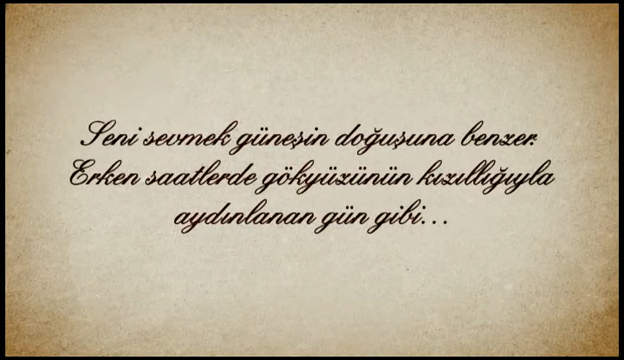 Seni sevmek güneşin doğuşuna benzer.
Erken saatlerde gökyüzünün kızıllığıyla
aydınlanan gün gibi...